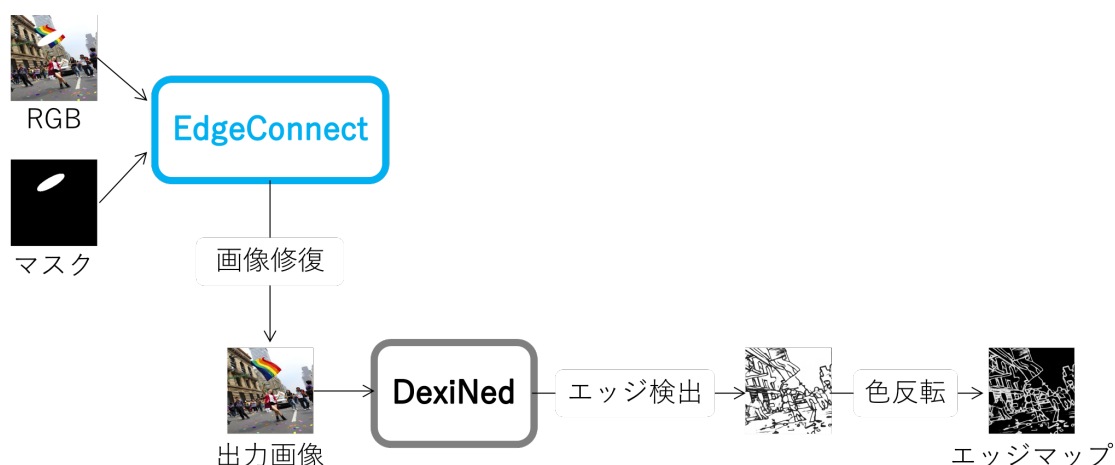 RGB
EdgeConnect
マスク
画像修復
DexiNed
エッジ検出
色反転
出力画像
エッジマップ